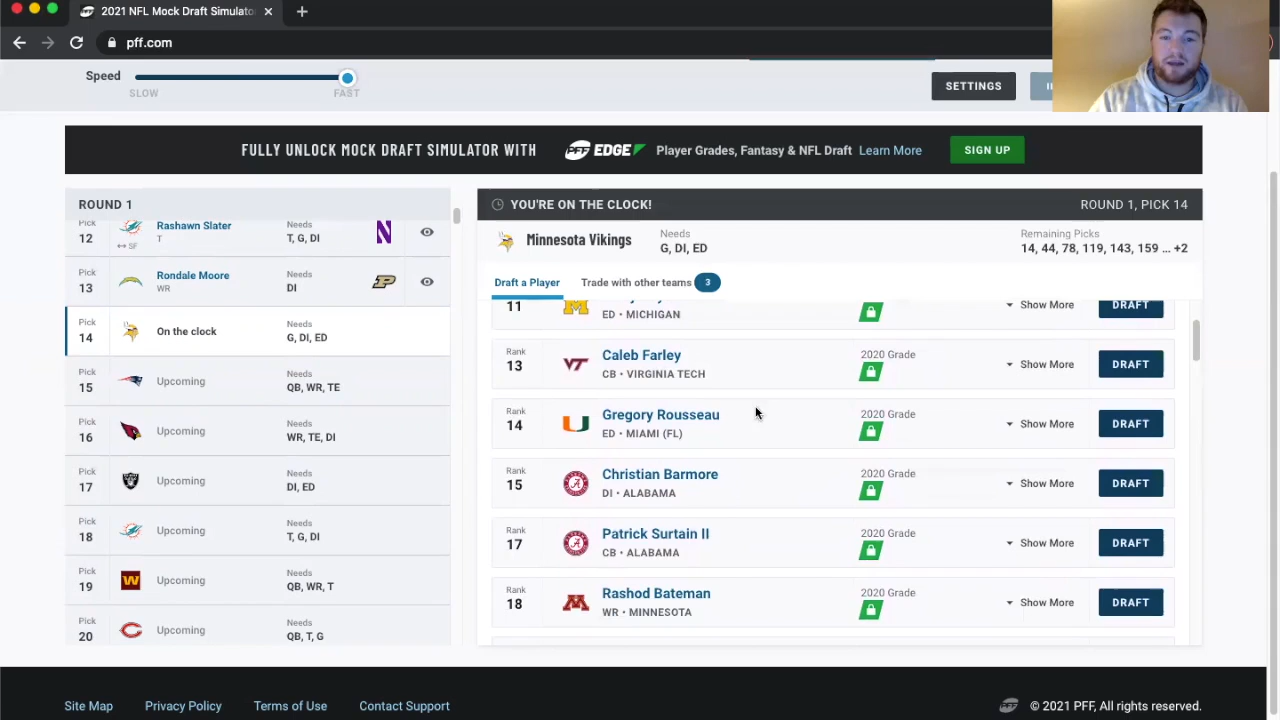 2021 NFL Mock Draft Simulato
pff.com
Speed
SLOW
FAST
SETTINGS
FULLY UNLOCK MOCK DRAFT SIMULATOR WITH
PFF EDGE
Player Grades, Fantasy & NFL Draft Learn More
SIGN UP
ROUND 1
Pick
12
Rashawn Slater
T
SF
Needs
T, G, DI
Pick
13
Rondale Moore
WR
Needs
DI
Pick
14
On the clock
Needs
G, DI, ED
Pick
15
Upcoming
Needs
QB, WR, TE
Pick
16
Upcoming
Needs
WR, TE, DI
Pick
17
Upcoming
Needs
DI, ED
Pick
18
Upcoming
Needs
T, G, DI
Pick
19
Upcoming
Needs
QB, WR, T
Pick
20
Upcoming
Needs
QB, T, G
YOU'RE ON THE CLOCK!
ROUND 1, PICK 14
Minnesota Vikings
Needs
G, DI, ED
Remaining Picks
14, 44, 78, 119, 143, 159 ... +2
Draft a Player
Trade with other teams 3
11
ED • MICHIGAN
Show More
DRAFT
Rank
13
Caleb Farley
CB • VIRGINIA TECH
2020 Grade
Show More
DRAFT
Rank
14
Gregory Rousseau
ED • MIAMI (FL)
2020 Grade
Show More
DRAFT
Rank
15
Christian Barmore
DI • ALABAMA
2020 Grade
Show More
DRAFT
Rank
17
Patrick Surtain II
CB • ALABAMA
2020 Grade
Show More
DRAFT
Rank
18
Rashod Bateman
WR • MINNESOTA
2020 Grade
Show More
DRAFT
Site Map
Privacy Policy
Terms of Use
Contact Support
© 2021 PFF, All rights reserved.